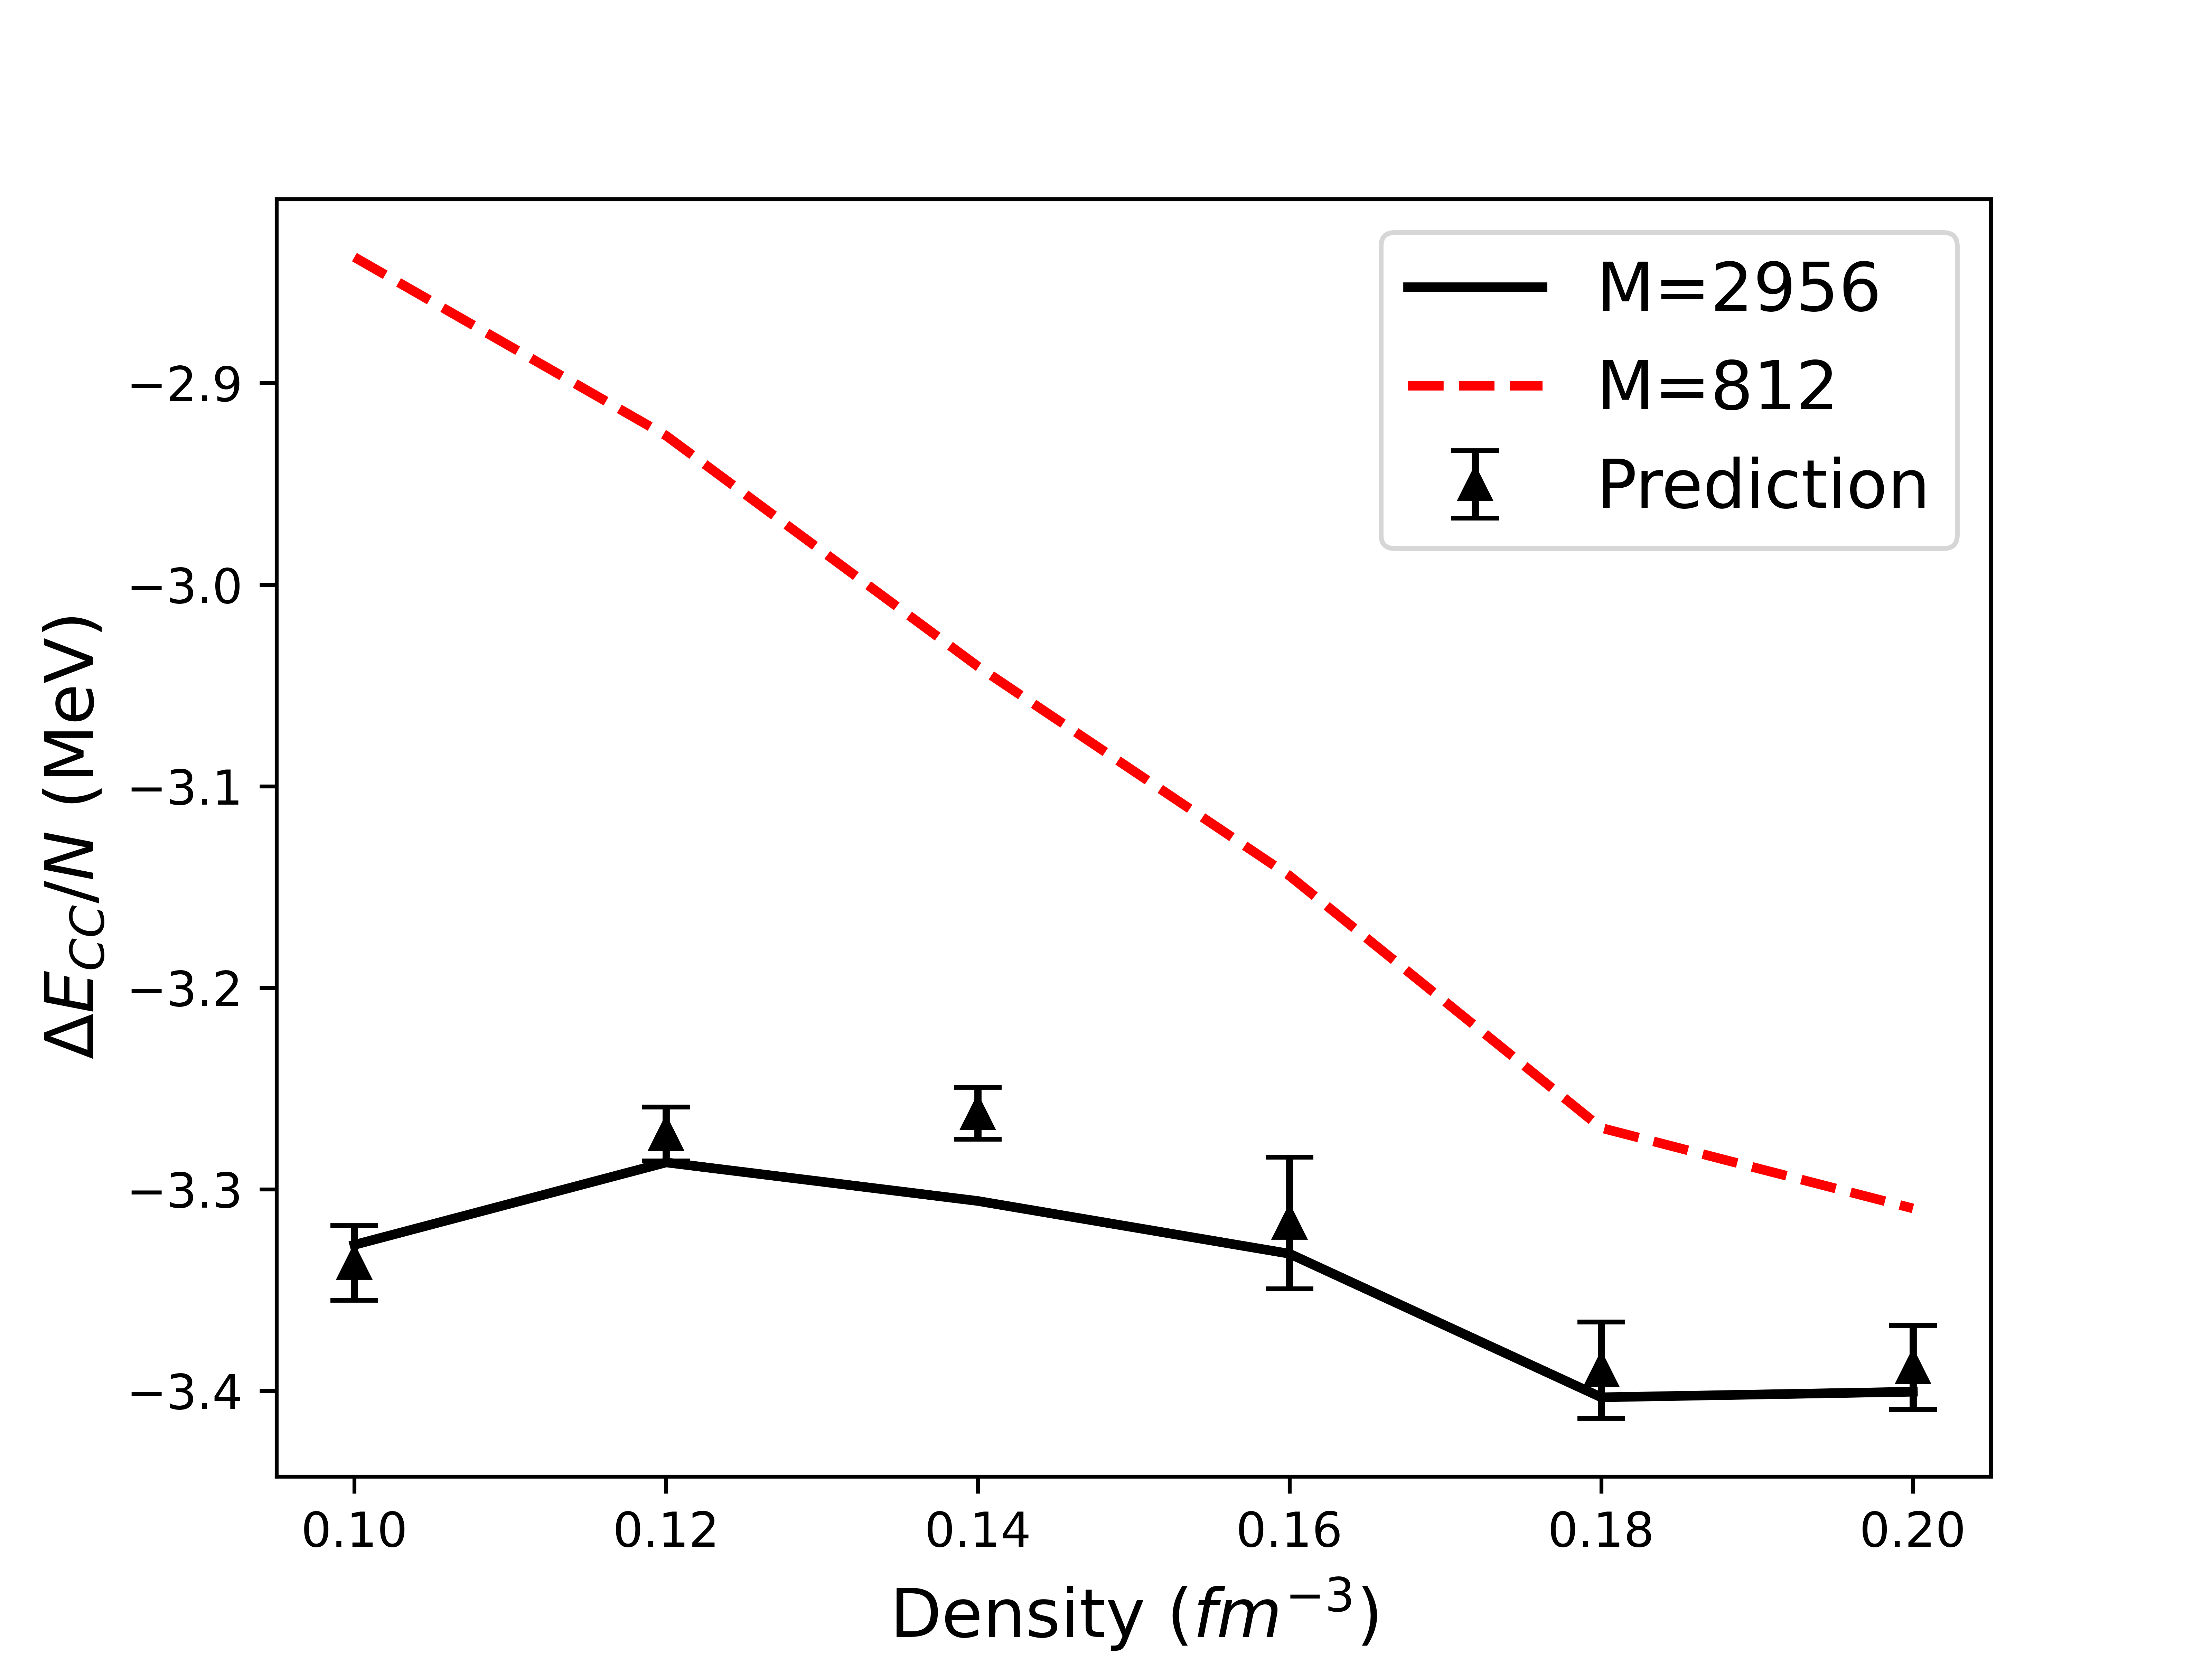 M=2956
M=812
Prediction
−2.9
−3.0
−3.1
−3.2
−3.3
−3.4
ΔE_CC/N (MeV)
0.10 0.12 0.14 0.16 0.18 0.20
Density (fm⁻³)